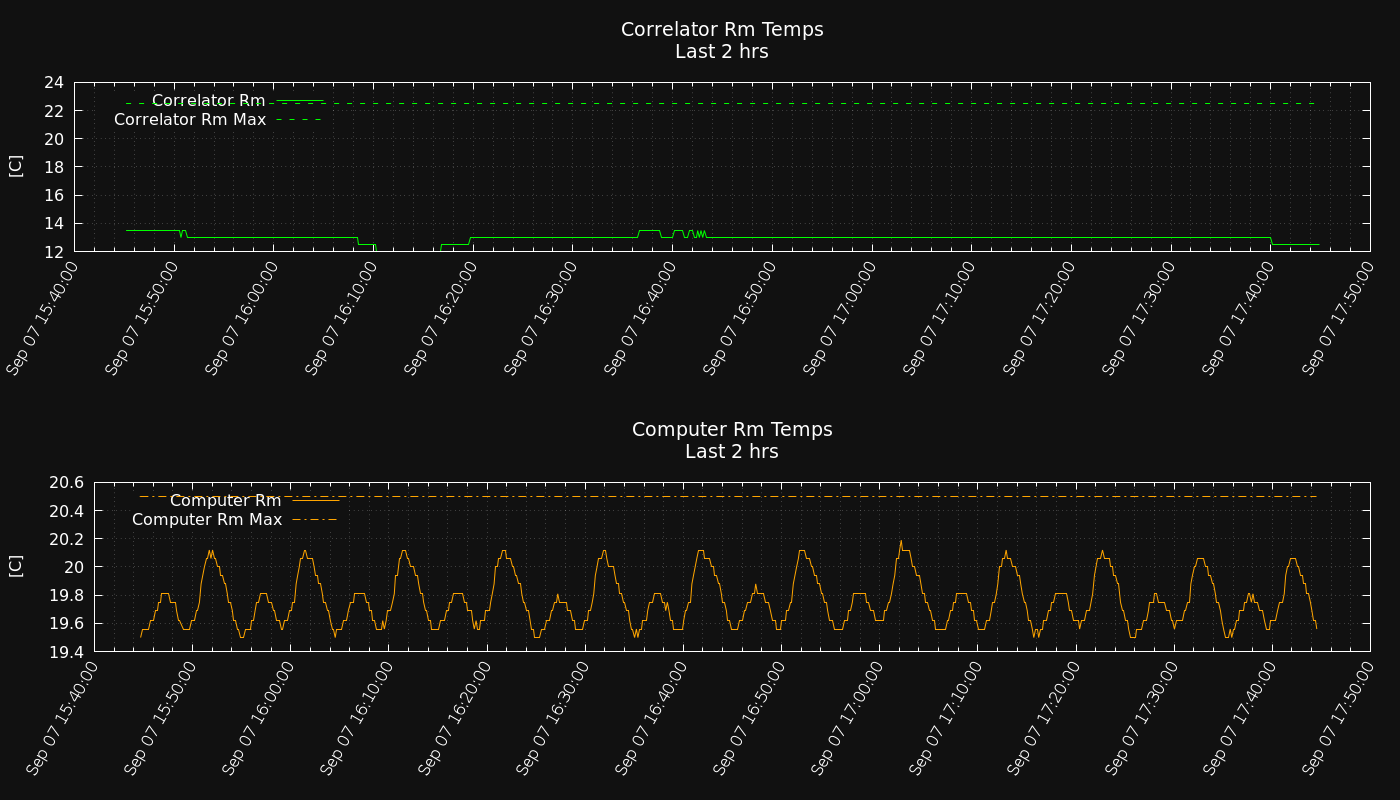 Correlator Rm Temps
Last 2 hrs
24
22
20
18
16
14
12
[C]
Correlator Rm
Correlator Rm Max
Sep 07 15:40:00
Sep 07 15:50:00
Sep 07 16:00:00
Sep 07 16:10:00
Sep 07 16:20:00
Sep 07 16:30:00
Sep 07 16:40:00
Sep 07 16:50:00
Sep 07 17:00:00
Sep 07 17:10:00
Sep 07 17:20:00
Sep 07 17:30:00
Sep 07 17:40:00
Sep 07 17:50:00
Computer Rm Temps
Last 2 hrs
20.6
20.4
20.2
20
19.8
19.6
19.4
[C]
Computer Rm
Computer Rm Max
Sep 07 15:40:00
Sep 07 15:50:00
Sep 07 16:00:00
Sep 07 16:10:00
Sep 07 16:20:00
Sep 07 16:30:00
Sep 07 16:40:00
Sep 07 16:50:00
Sep 07 17:00:00
Sep 07 17:10:00
Sep 07 17:20:00
Sep 07 17:30:00
Sep 07 17:40:00
Sep 07 17:50:00